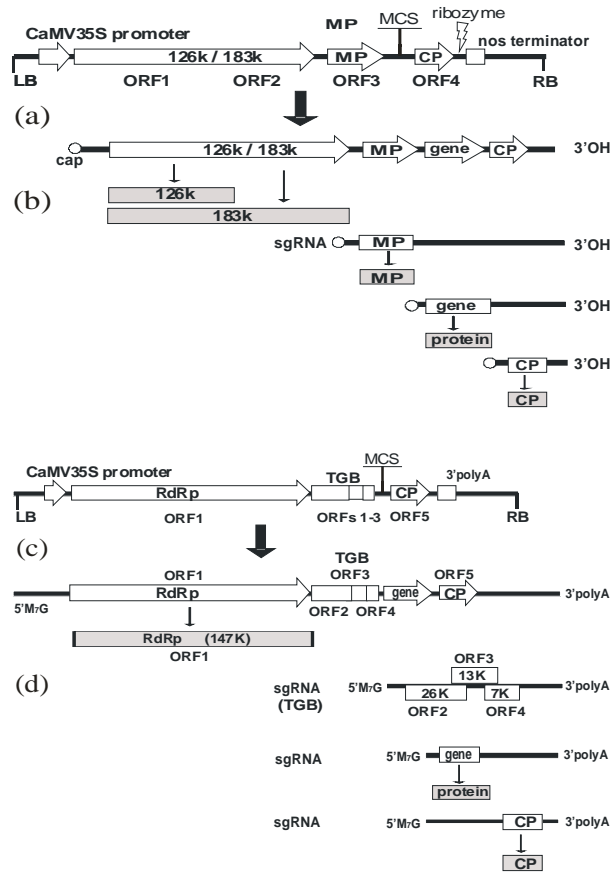 MP MCS ribozyme
CaMV35S promoter nos terminator
126k / 183k MP CP
LB ORF1 ORF2 ORF3 ORF4 RB
(a)
cap 126k / 183k MP gene CP 3'OH
126k
(b)
183k
sgRNA MP 3'OH
MP
gene 3'OH
protein
CP 3'OH
CP
MCS
CaMV35S promoter TGB 3'polyA
RdRp CP
LB ORF1 ORFs 1-3 ORF5 RB
(c)
TGB
ORF1 ORF3 ORF5
5'M7G RdRp gene CP 3'polyA
ORF2 ORF4
RdRp (147K)
ORF1
(d)
ORF3
sgRNA 5'M7G 13K 3'polyA
(TGB) 26K 7K
ORF2 ORF4
sgRNA 5'M7G gene 3'polyA
protein
sgRNA 5'M7G CP 3'polyA
CP